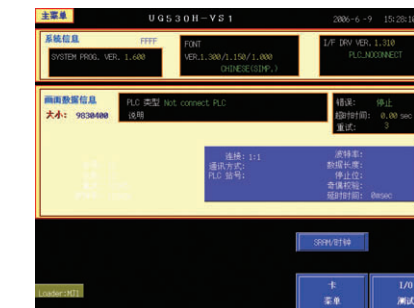 主菜单 UG530H-VS1 2006-6-9 15:28:1
系统信息 FFFF
SYSTEM PROG. VER. 1.600
FONT
VER.1.300/1.150/1.000
CHINESE(SIMP.)
I/F DRV VER. 1.310
PLC_NOCONNECT
画面数据信息
大小: 9830400
PLC 类型 Not connect PLC
说明
错误: 停止
超时时间: 0.00 sec
重试: 3
连接: 1:1
通讯方式:
PLC 站号:
波特率:
数据长度:
停止位:
奇偶校验:
延时时间: 0msec
SRAM/时钟
Loader:MJ1
卡
菜单
I/O
测试